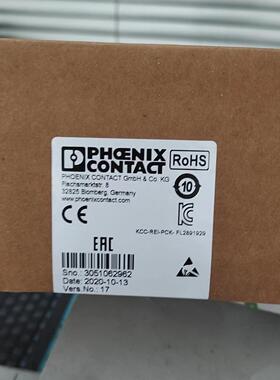 PHŒNIX
CONTACT
RoHS
PHOENIX CONTACT GmbH & Co. KG
Flachsmarktstr. 8
32825 Blomberg, Germany
www.phoenixcontact.com
10
CE
KCC-REI-PCK- FL2891929
EAC
Sno.: 3051062962
Date: 2020-10-13
Vers.No.: 17